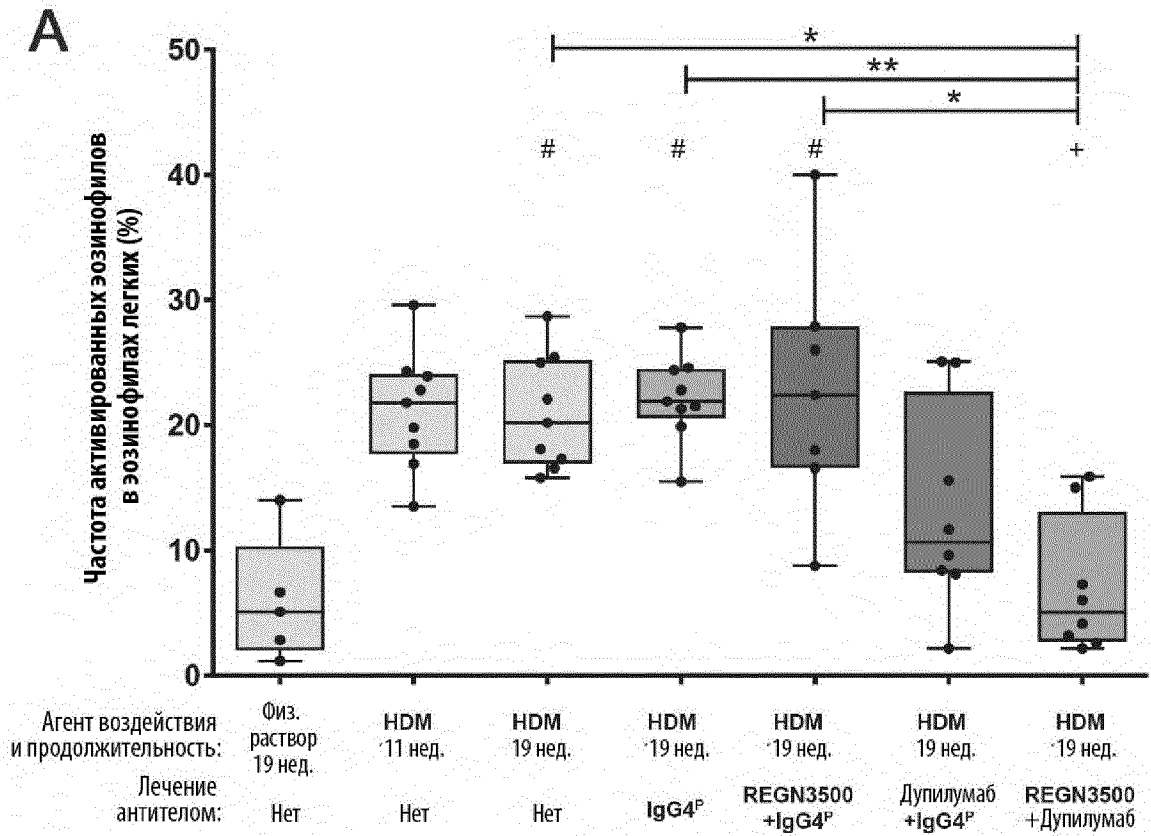 A
Частота активированных эозинофилов
в эозинофилах легких (%)
50
40
30
20
10
0
*
**
*
# # # +
Агент воздействия
и продолжительность:
Физ.
раствор
19 нед.
HDM
11 нед.
HDM
19 нед.
HDM
19 нед.
HDM
19 нед.
HDM
19 нед.
HDM
19 нед.
Лечение
антителом:
Нет
Нет
Нет
IgG4ᴾ
REGN3500
+IgG4ᴾ
Дупилумаб
+IgG4ᴾ
REGN3500
+Дупилумаб